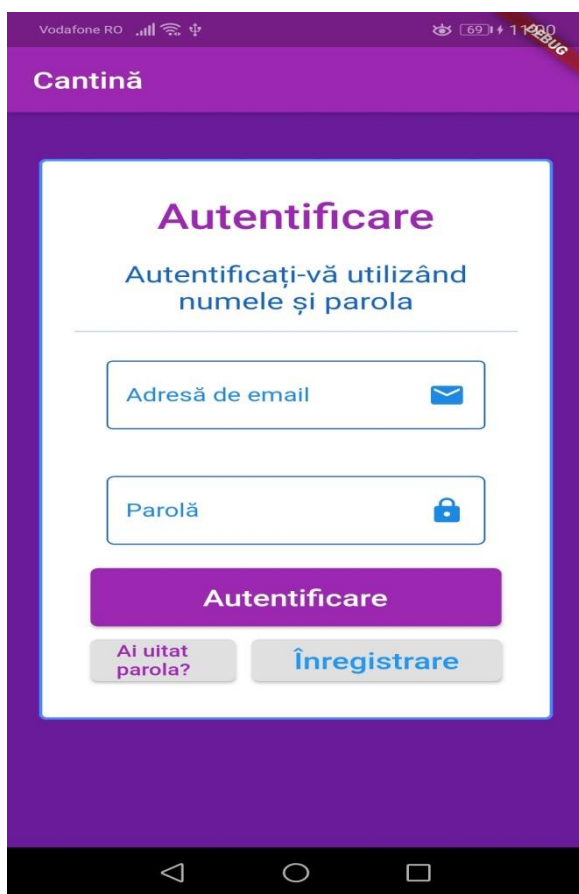 Vodafone RO
69
DEBUG
Cantină
Autentificare
Autentificați-vă utilizând
numele și parola
Adresă de email
Parolă
Autentificare
Ai uitat
parola?
Înregistrare